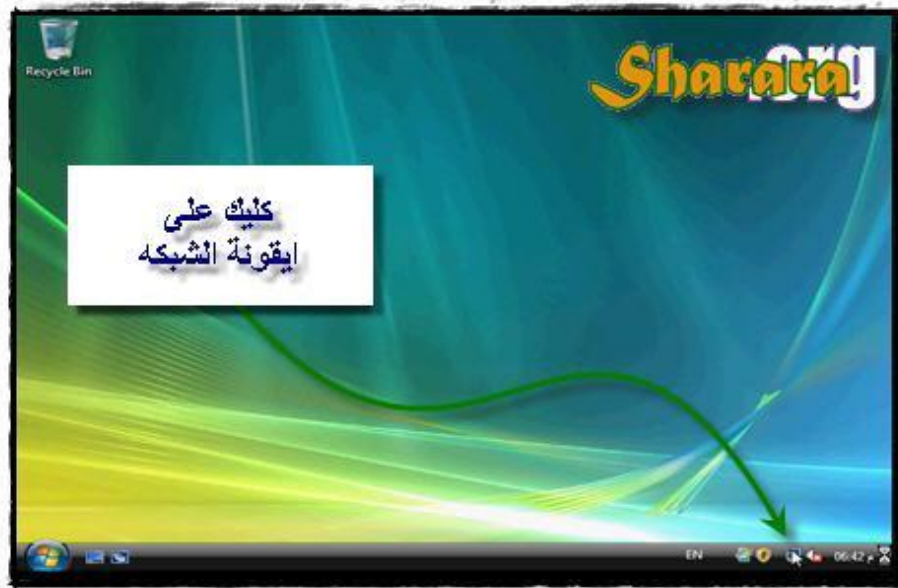 Recycle Bin
Sharara.org
كليك على
ايقونة الشبكه
EN
06:42 م